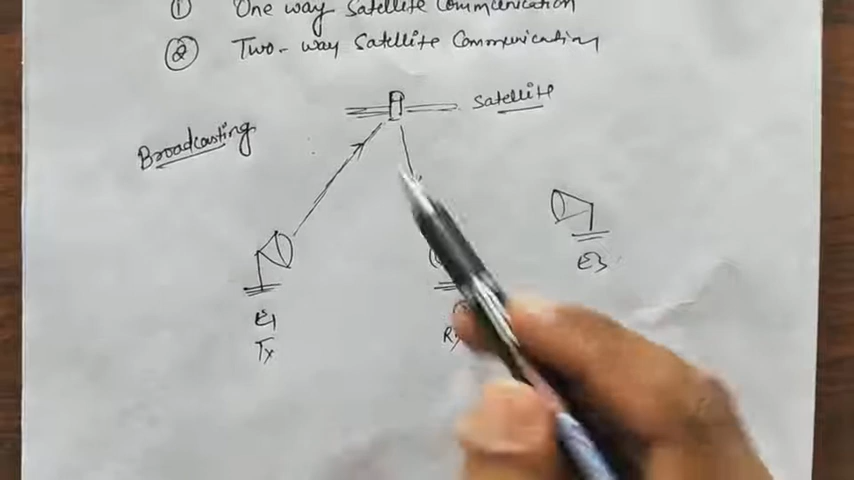 ① One way Satellite Communication
② Two-way Satellite Communication
Satellite
Broadcasting
E3
E1
Tx